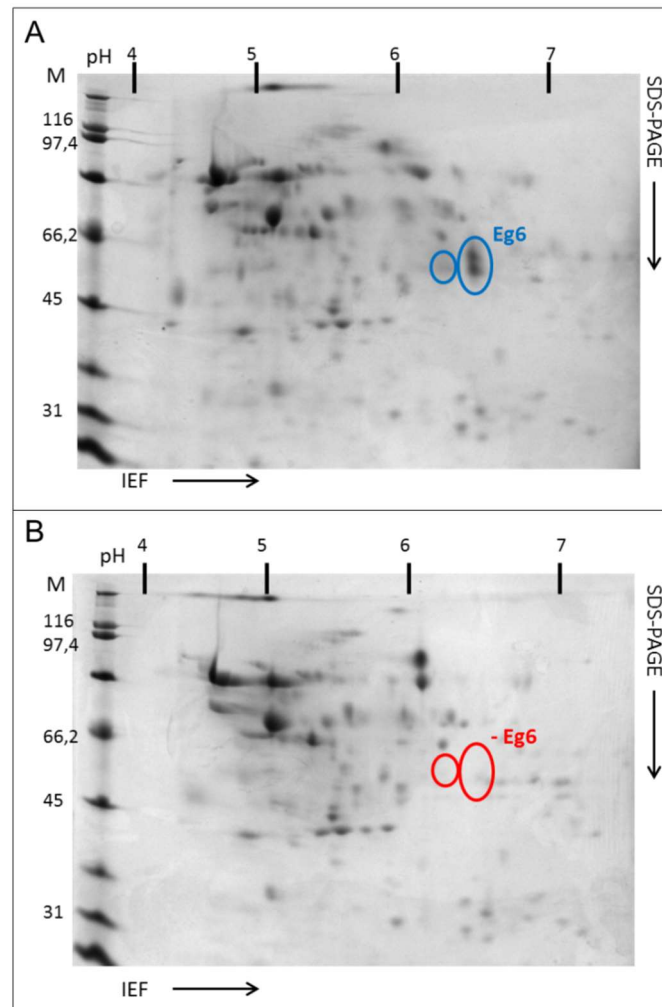 A
pH 4 5 6 7
M
116
97,4
66,2
45
31
Eg6
SDS-PAGE
IEF
B
pH 4 5 6 7
M
116
97,4
66,2
45
31
- Eg6
SDS-PAGE
IEF